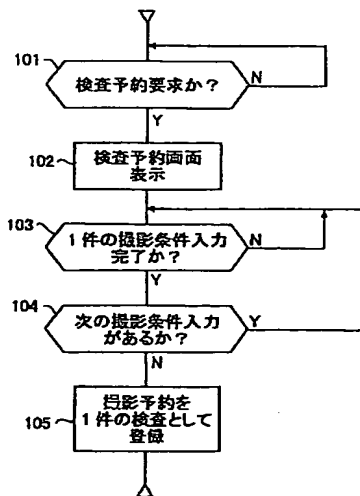 101
検査予約要求か?
N
Y
102
検査予約画面
表示
103
1件の撮影条件入力
完了か?
N
Y
104
次の撮影条件入力
があるか?
Y
N
105
撮影予約を
1件の検査として
登録